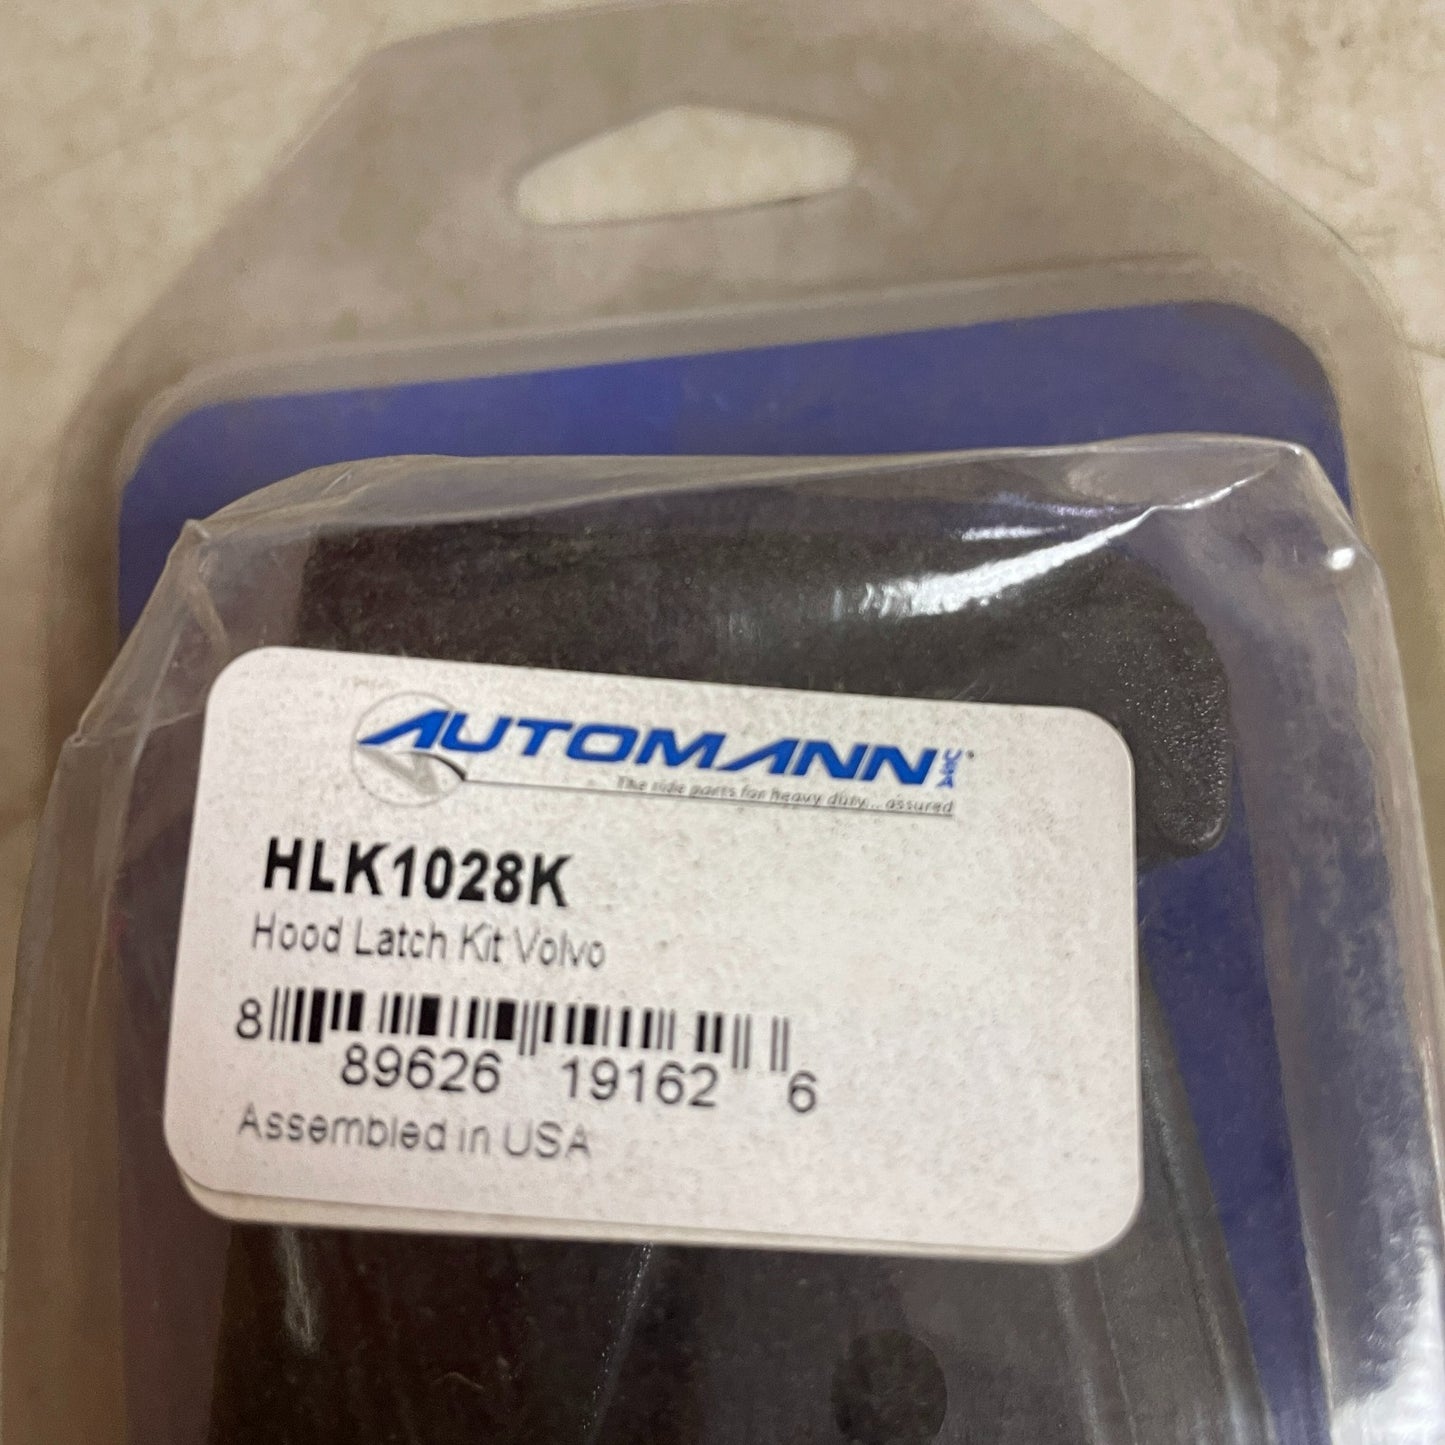 AUTOMANN USA
The ride parts for heavy duty... assured
HLK1028K
Hood Latch Kit Volvo
8 89626 19162 6
Assembled in USA